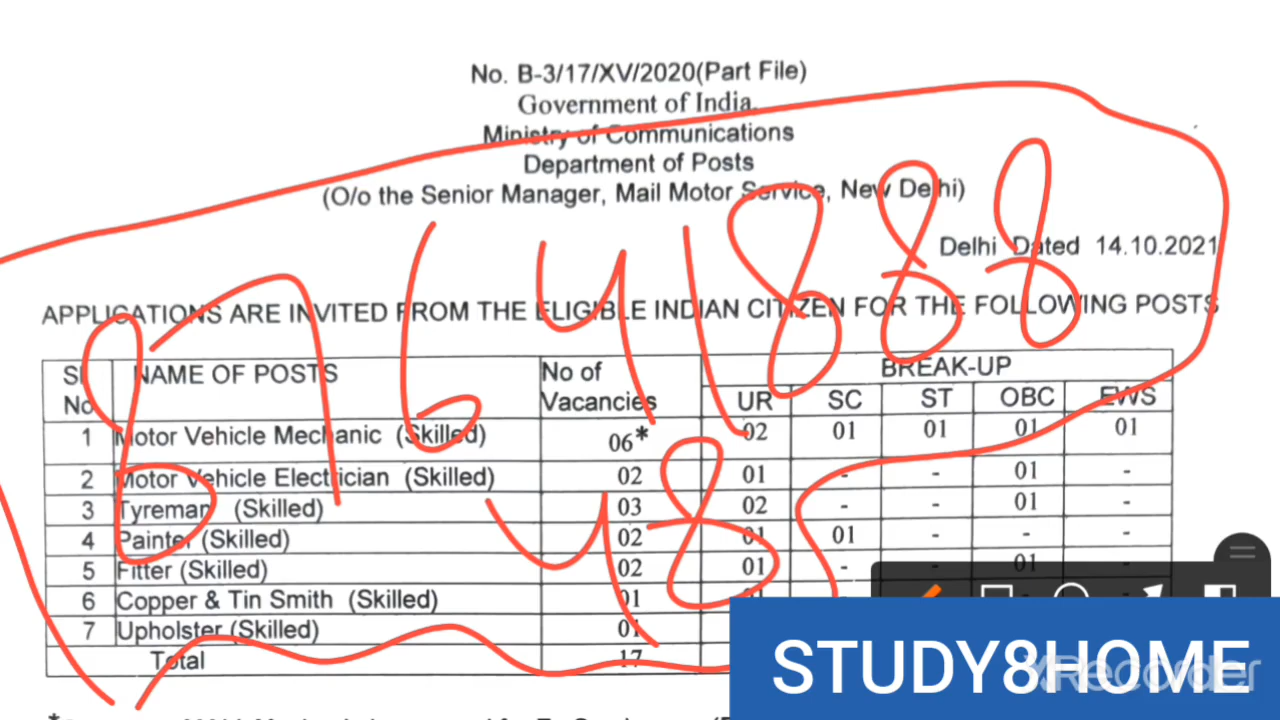 No. B-3/17/XV/2020(Part File)
Government of India
Ministry of Communications
Department of Posts
(O/o the Senior Manager, Mail Motor Service, New Delhi)
Delhi Dated 14.10.2021
APPLICATIONS ARE INVITED FROM THE ELIGIBLE INDIAN CITIZEN FOR THE FOLLOWING POSTS
Sl No NAME OF POSTS No of Vacancies BREAK-UP
UR SC ST OBC EWS
1 Motor Vehicle Mechanic (Skilled) 06* 02 01 01 01 01
2 Motor Vehicle Electrician (Skilled) 02 01 - - 01 -
3 Tyreman (Skilled) 03 02 - - 01 -
4 Painter (Skilled) 02 01 01 - - -
5 Fitter (Skilled) 02 01 - - 01
6 Copper & Tin Smith (Skilled) 01
7 Upholster (Skilled) 01
Total 17
87641888
48
STUDY8HOME
XRecorder